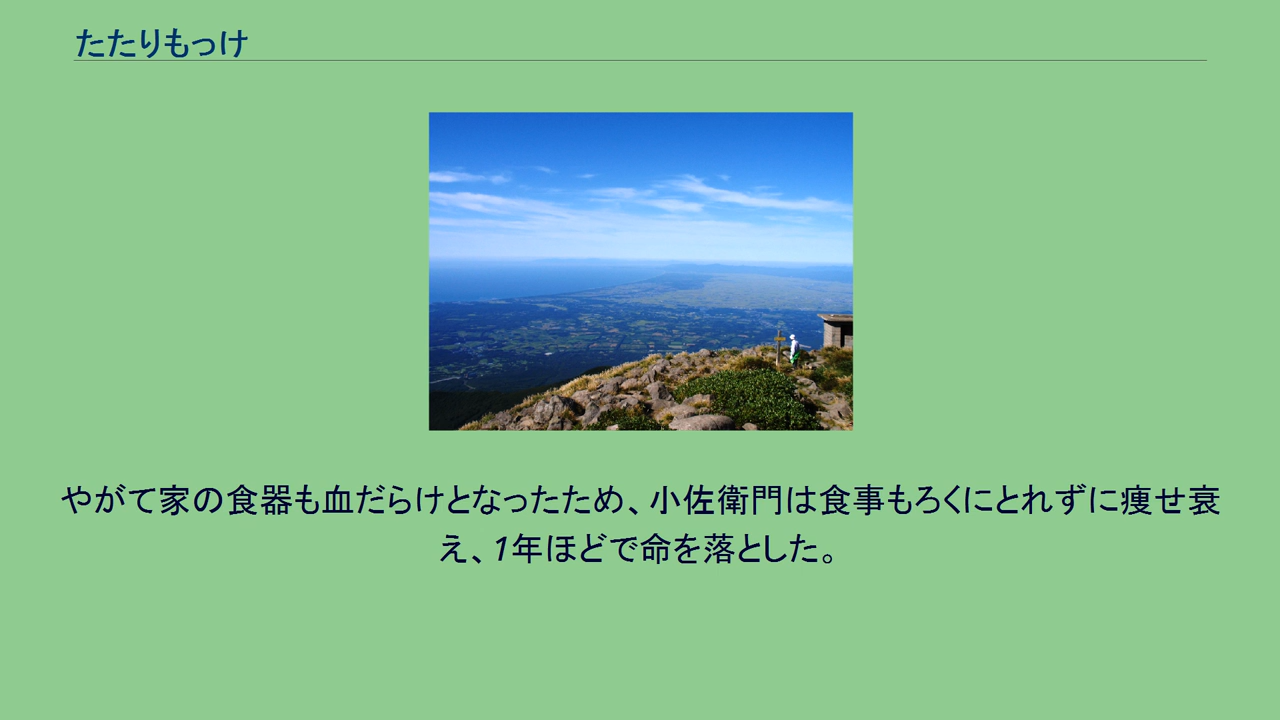 たたりもっけ
やがて家の食器も血だらけとなったため、小佐衛門は食事もろくにとれずに痩せ衰
え、1年ほどで命を落とした。